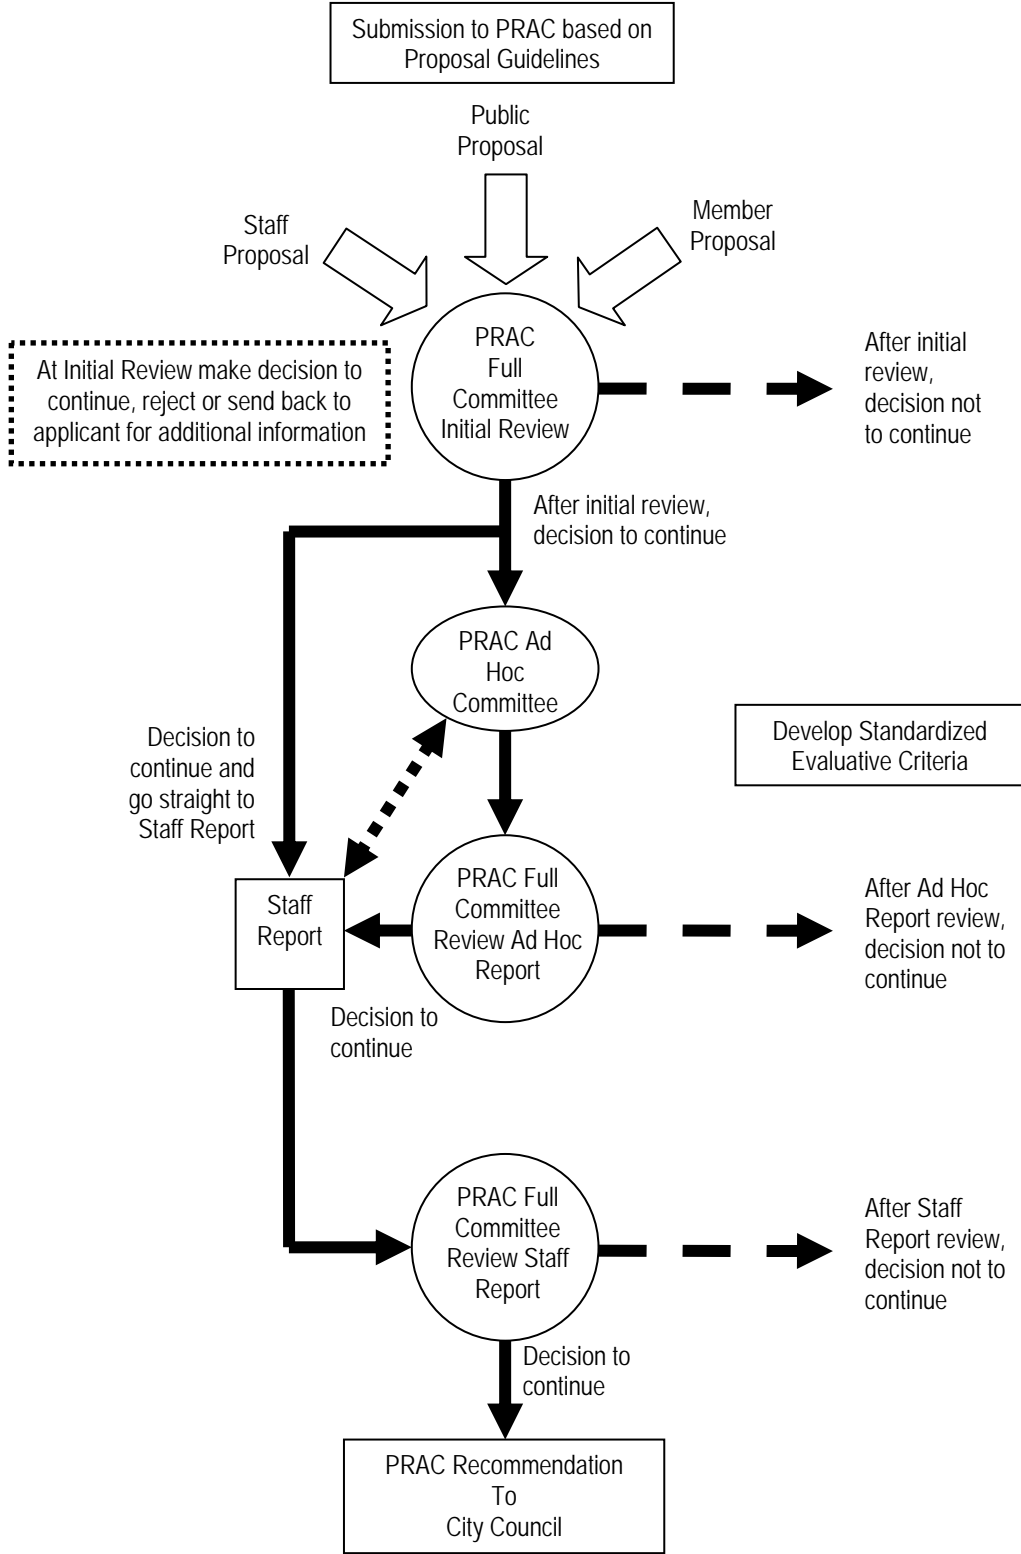 Submission to PRAC based on
Proposal Guidelines
Public
Proposal
Staff
Proposal
Member
Proposal
PRAC
Full
Committee
Initial Review
At Initial Review make decision to
continue, reject or send back to
applicant for additional information
After initial
review,
decision not
to continue
After initial review,
decision to continue
PRAC Ad
Hoc
Committee
Develop Standardized
Evaluative Criteria
Decision to
continue and
go straight to
Staff Report
Staff
Report
PRAC Full
Committee
Review Ad Hoc
Report
After Ad Hoc
Report review,
decision not to
continue
Decision to
continue
PRAC Full
Committee
Review Staff
Report
After Staff
Report review,
decision not to
continue
Decision to
continue
PRAC Recommendation
To
City Council